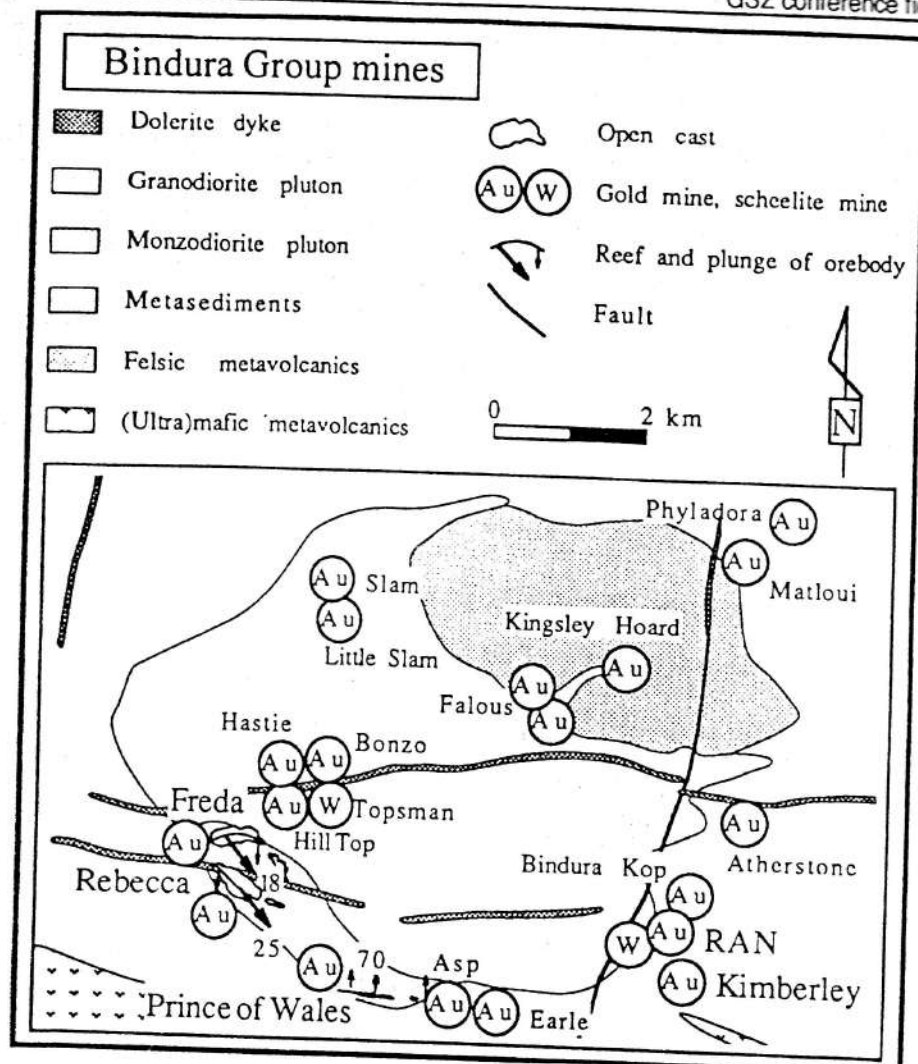 GSZ conference
Bindura Group mines
Dolerite dyke
Granodiorite pluton
Monzodiorite pluton
Metasediments
Felsic metavolcanics
(Ultra)mafic metavolcanics
Open cast
Au W Gold mine, scheelite mine
Reef and plunge of orebody
Fault
0 2 km
N
Phyladora Au
Au
Matloui
Au Slam
Au
Little Slam
Kingsley Hoard
Au
Au
Falous Au
Hastie
Bonzo
Au Au
Au W Topsman
Hill Top
Freda
Au
Rebecca
18
Au
25
Au
Atherstone
Bindura Kop
Au
W Au RAN
Au Kimberley
Au 70 Asp
Prince of Wales
Au Au Earle